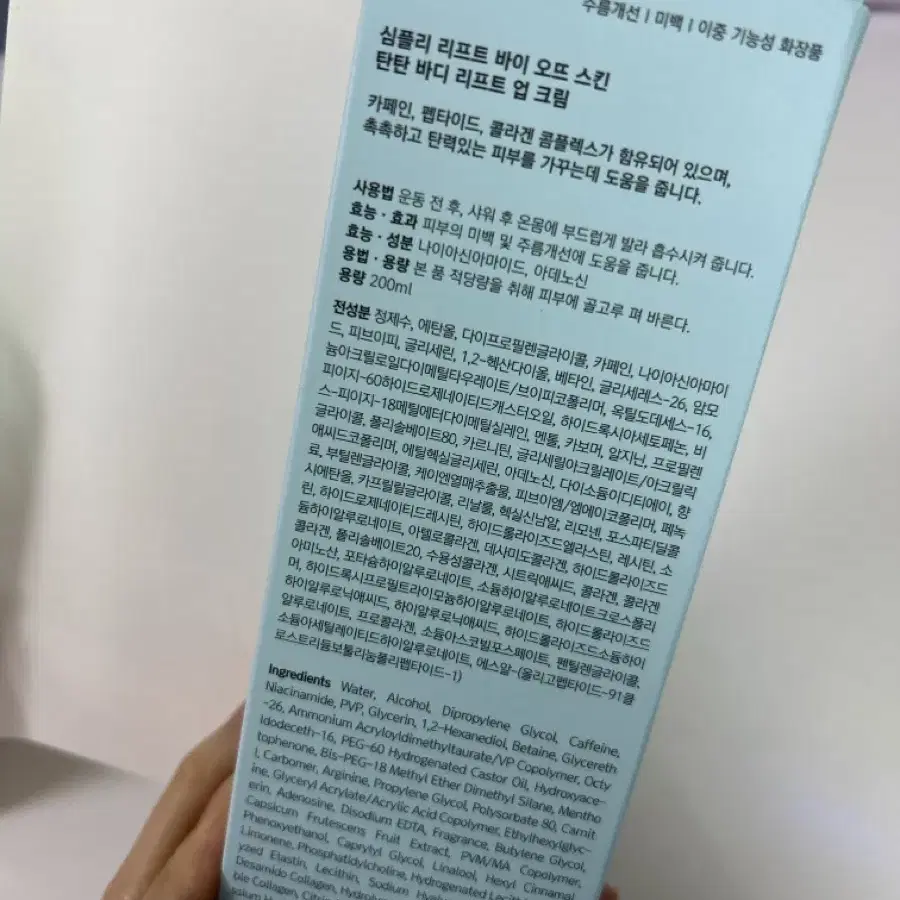 주름개선 | 미백 | 이중 기능성 화장품
심플리 리프트 바이 오뜨 스킨
탄탄 바디 리프트 업 크림
카페인, 펩타이드, 콜라겐 콤플렉스가 함유되어 있으며,
촉촉하고 탄력있는 피부를 가꾸는데 도움을 줍니다.
사용법 운동 전 후, 샤워 후 온몸에 부드럽게 발라 흡수시켜 줍니다.
효능 · 효과 피부의 미백 및 주름개선에 도움을 줍니다.
효능 · 성분 나이아신아마이드, 아데노신
용법 · 용량 본 품 적당량을 취해 피부에 골고루 펴 바른다.
용량 200ml
전성분 정제수, 에탄올, 다이프로필렌글라이콜, 카페인, 나이아신아마이
드, 피브이피, 글리세린, 1,2-헥산다이올, 베타인, 글리세레스-26, 암모
늄아크릴로일다이메틸타우레이트/브이피코폴리머, 옥틸도데세스-16,
피이지-60하이드로제네이티드캐스터오일, 하이드록시아세토페논, 비
스-피이지-18메틸에터다이메틸실레인, 멘톨, 카보머, 알지닌, 프로필렌
글라이콜, 폴리솔베이트80, 카르니틴, 글리세릴아크릴레이트/아크릴릭
애씨드코폴리머, 에틸헥실글리세린, 아데노신, 다이소듐이디티에이, 향
료, 부틸렌글라이콜, 케이엔열매추출물, 피브이엠/엠에이코폴리머, 페녹
시에탄올, 카프릴릴글라이콜, 리날룰, 헥실신남알, 리모넨, 포스파티딜콜
린, 하이드로제네이티드레시틴, 하이드롤라이즈드엘라스틴, 레시틴, 소
듐하이알루로네이트, 아텔로콜라겐, 데사미도콜라겐, 하이드롤라이즈드
콜라겐, 폴리솔베이트20, 수용성콜라겐, 시트릭애씨드, 콜라겐, 콜라겐
아미노산, 포타슘하이알루로네이트, 소듐하이알루로네이트크로스폴리
머, 하이드록시프로필트라이모늄하이알루로네이트, 하이드롤라이즈드
하이알루로닉애씨드, 하이알루로닉애씨드, 하이드롤라이즈드소듐하이
알루로네이트, 프로콜라겐, 소듐아스코빌포스페이트, 펜틸렌글라이콜,
소듐아세틸레이티드하이알루로네이트, 에스알-(올리고펩타이드-91클
로스트리듐보툴리눔폴리펩타이드-1)
Ingredients Water, Alcohol, Dipropylene Glycol, Caffeine,
Niacinamide, PVP, Glycerin, 1,2-Hexanediol, Betaine, Glycereth
-26, Ammonium Acryloyldimethyltaurate/VP Copolymer, Octy
ldodeceth-16, PEG-60 Hydrogenated Castor Oil, Hydroxyace-
tophenone, Bis-PEG-18 Methyl Ether Dimethyl Silane, Mentho
l, Carbomer, Arginine, Propylene Glycol, Polysorbate 80, Carnit
ine, Glyceryl Acrylate/Acrylic Acid Copolymer, Ethylhexylglyc-
erin, Adenosine, Disodium EDTA, Fragrance, Butylene Glycol,
Capsicum Frutescens Fruit Extract, PVM/MA Copolymer,
Phenoxyethanol, Caprylyl Glycol, Linalool, Hexyl Cinnamal
Limonene, Phosphatidylcholine, Hydrogenated Lecith
yzed Elastin, Lecithin, Sodium Hyalu
Desamido Collagen, Hydroly
ble Collagen, Citri